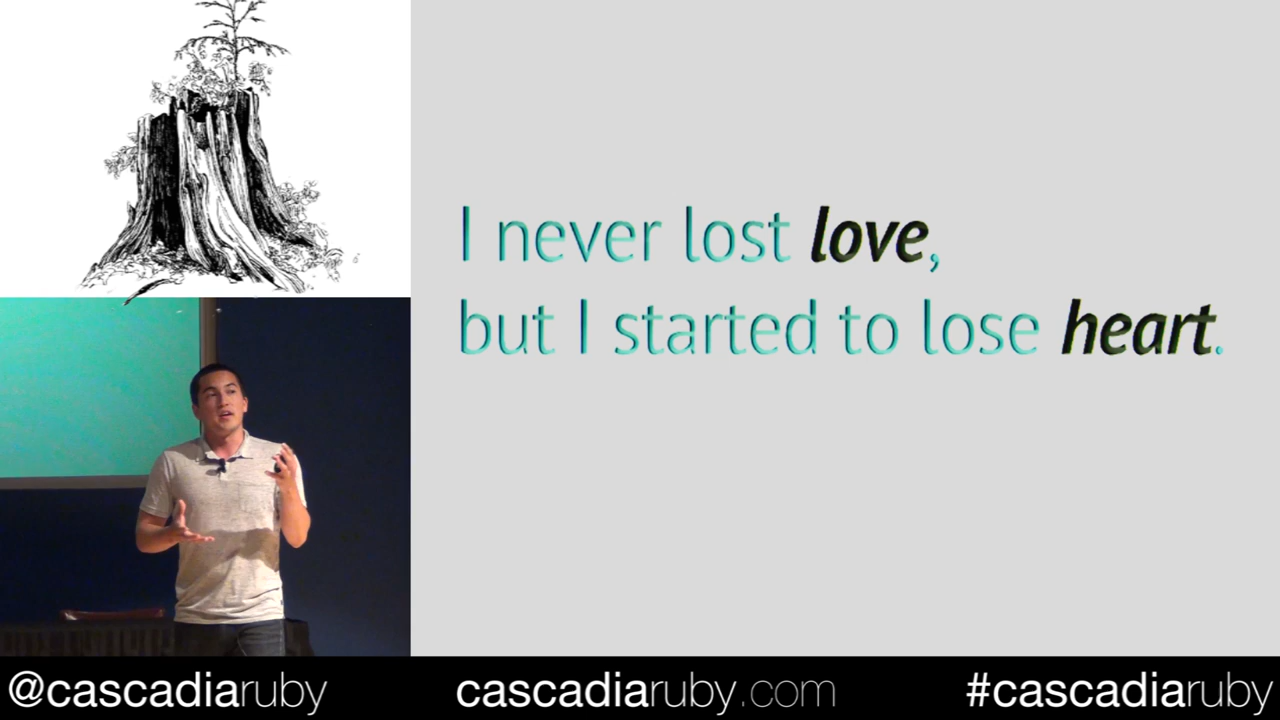 I never lost love,
but I started to lose heart.
@cascadiaruby cascadiaruby.com #cascadiaruby